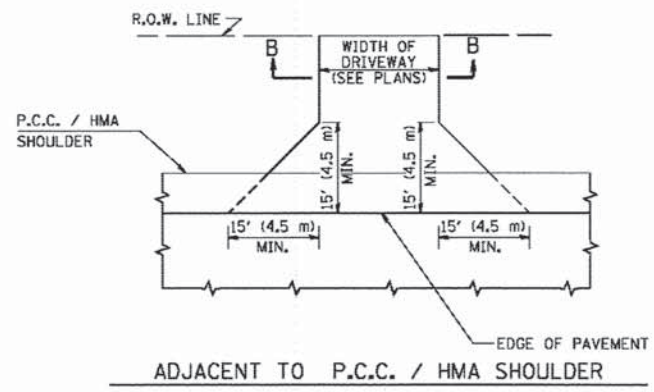 R.O.W. LINE
B
WIDTH OF
DRIVEWAY
(SEE PLANS)
B
P.C.C. / HMA
SHOULDER
15' (4.5 m)
MIN.
15' (4.5 m)
MIN.
15' (4.5 m)
MIN.
15' (4.5 m)
MIN.
EDGE OF PAVEMENT
ADJACENT TO P.C.C. / HMA SHOULDER